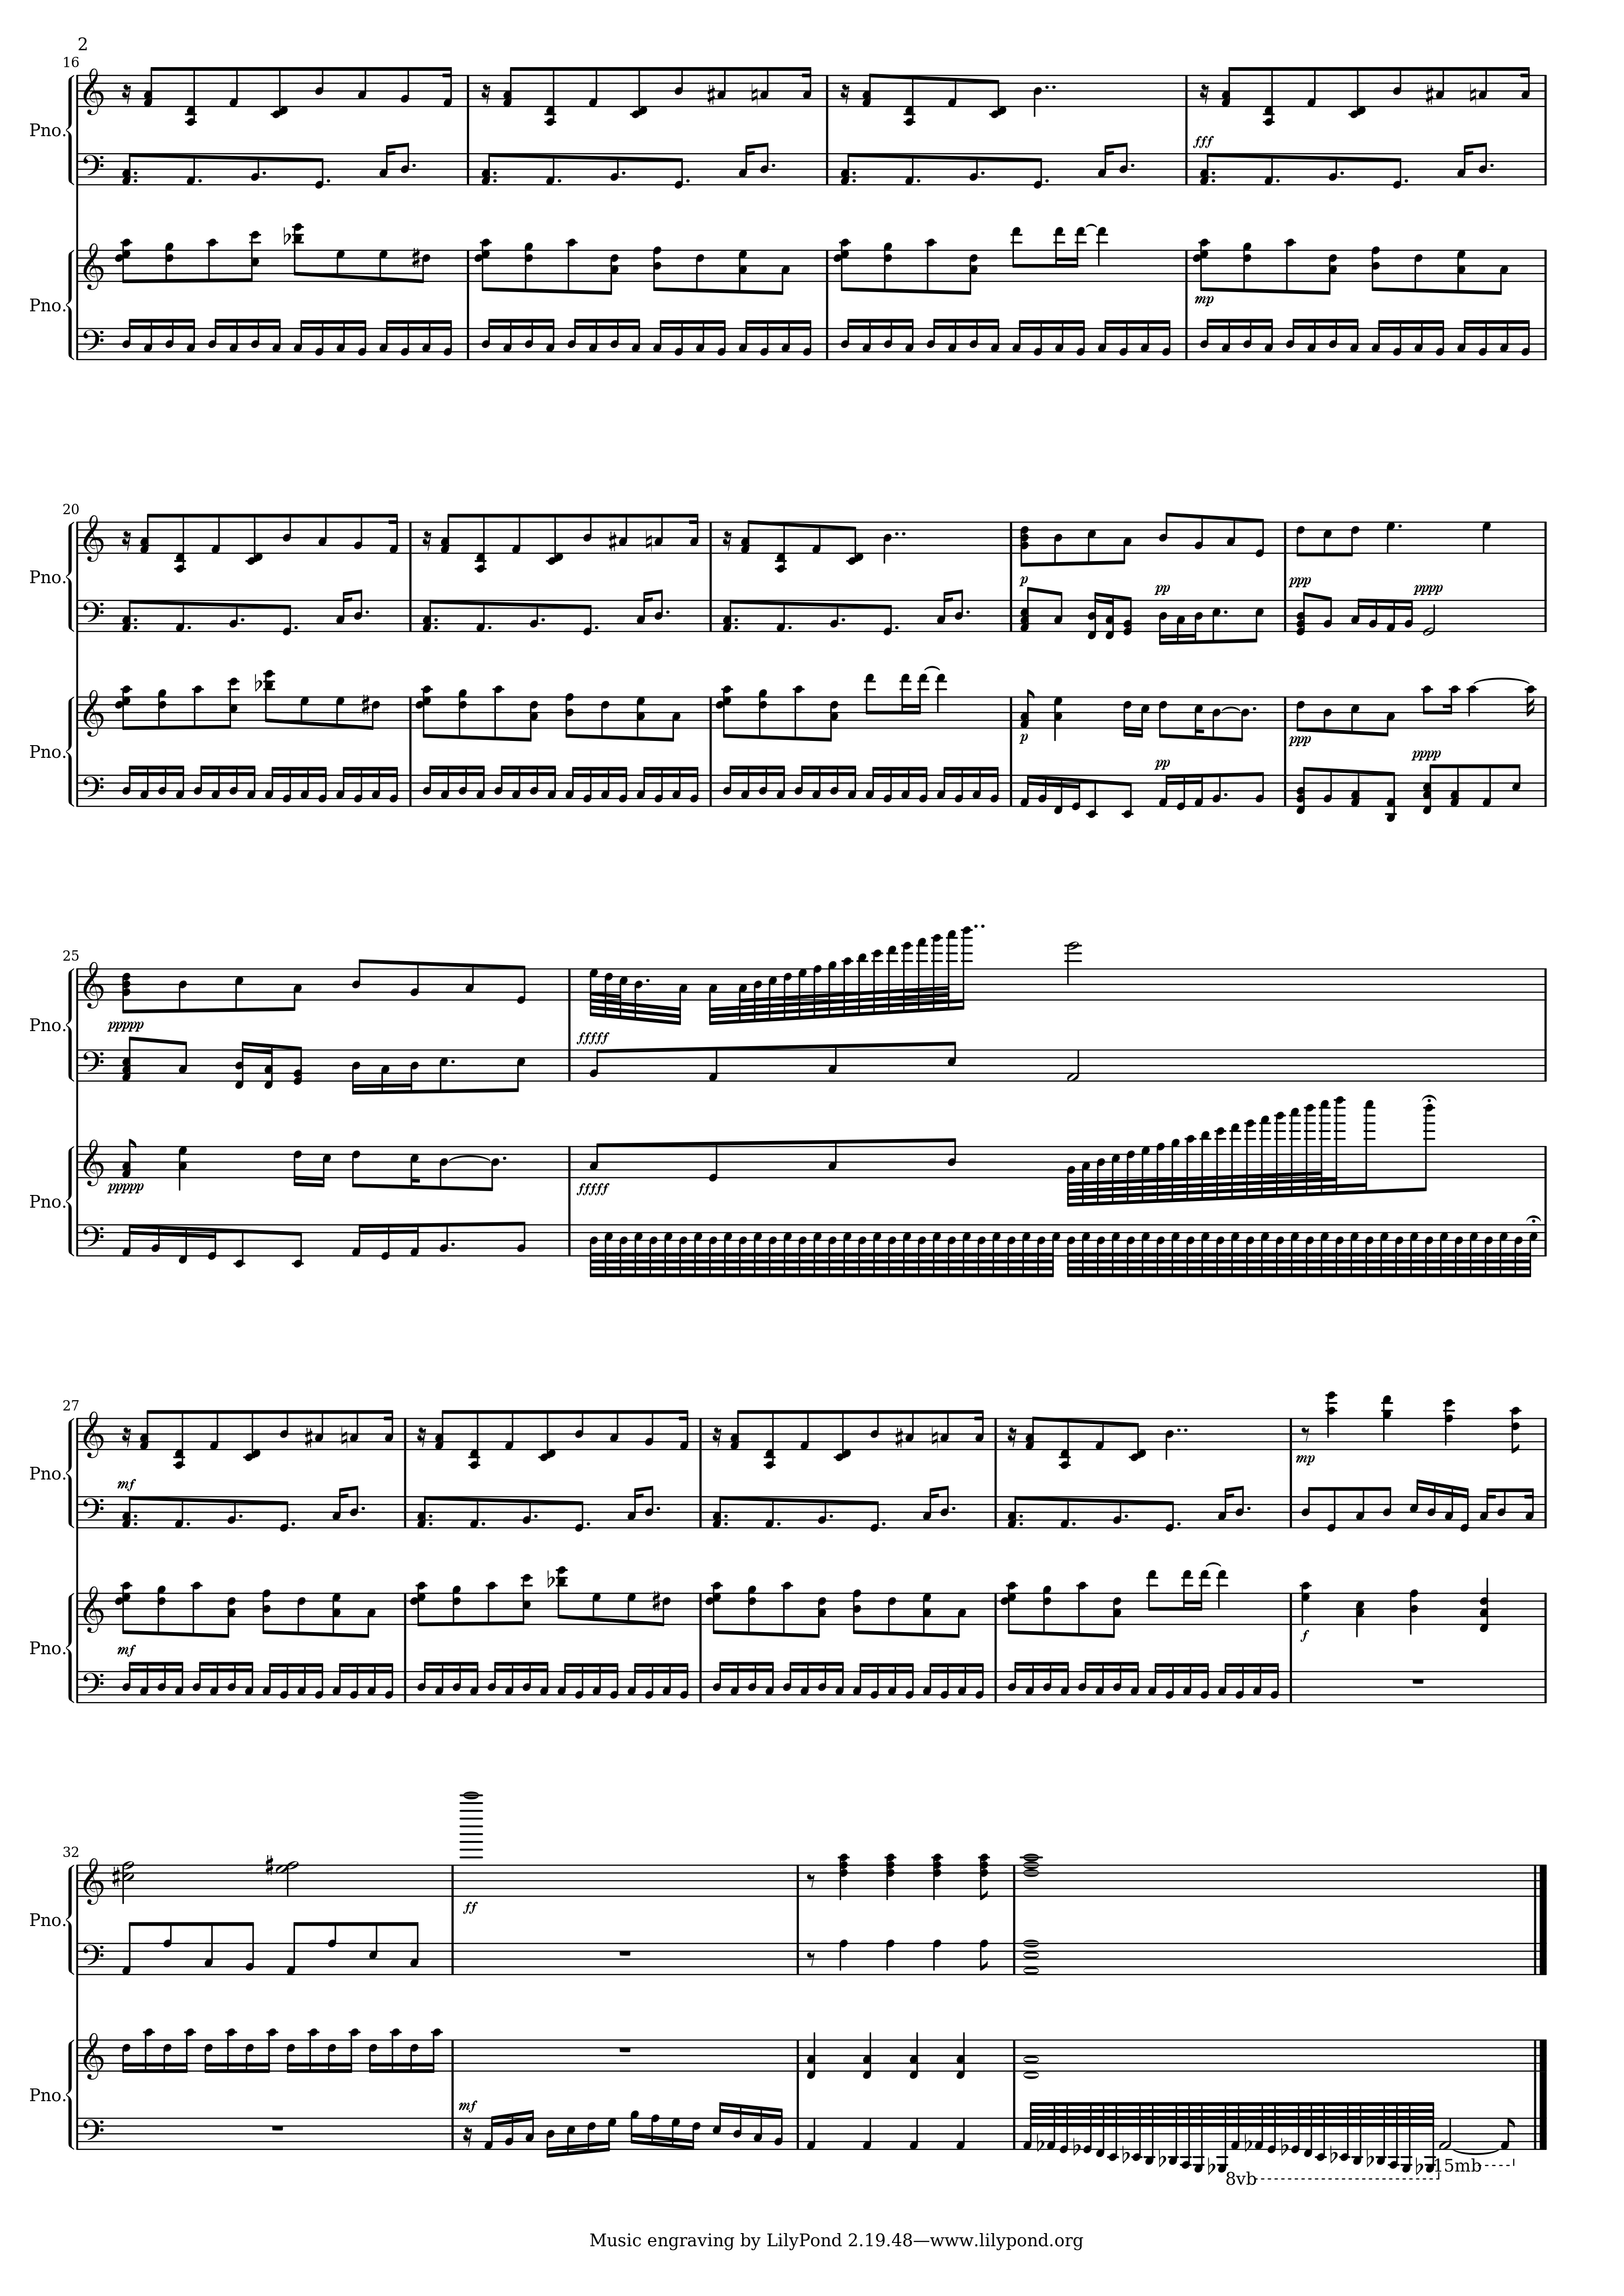 2
16
Pno.
fff
Pno.
mp
20
Pno.
p pp ppp pppp
Pno.
p pp ppp pppp
25
Pno.
ppppp fffff
Pno.
ppppp fffff
27
Pno.
mf mp
Pno.
mf f
32
Pno.
ff
Pno.
mf
8vb 15mb
Music engraving by LilyPond 2.19.48—www.lilypond.org